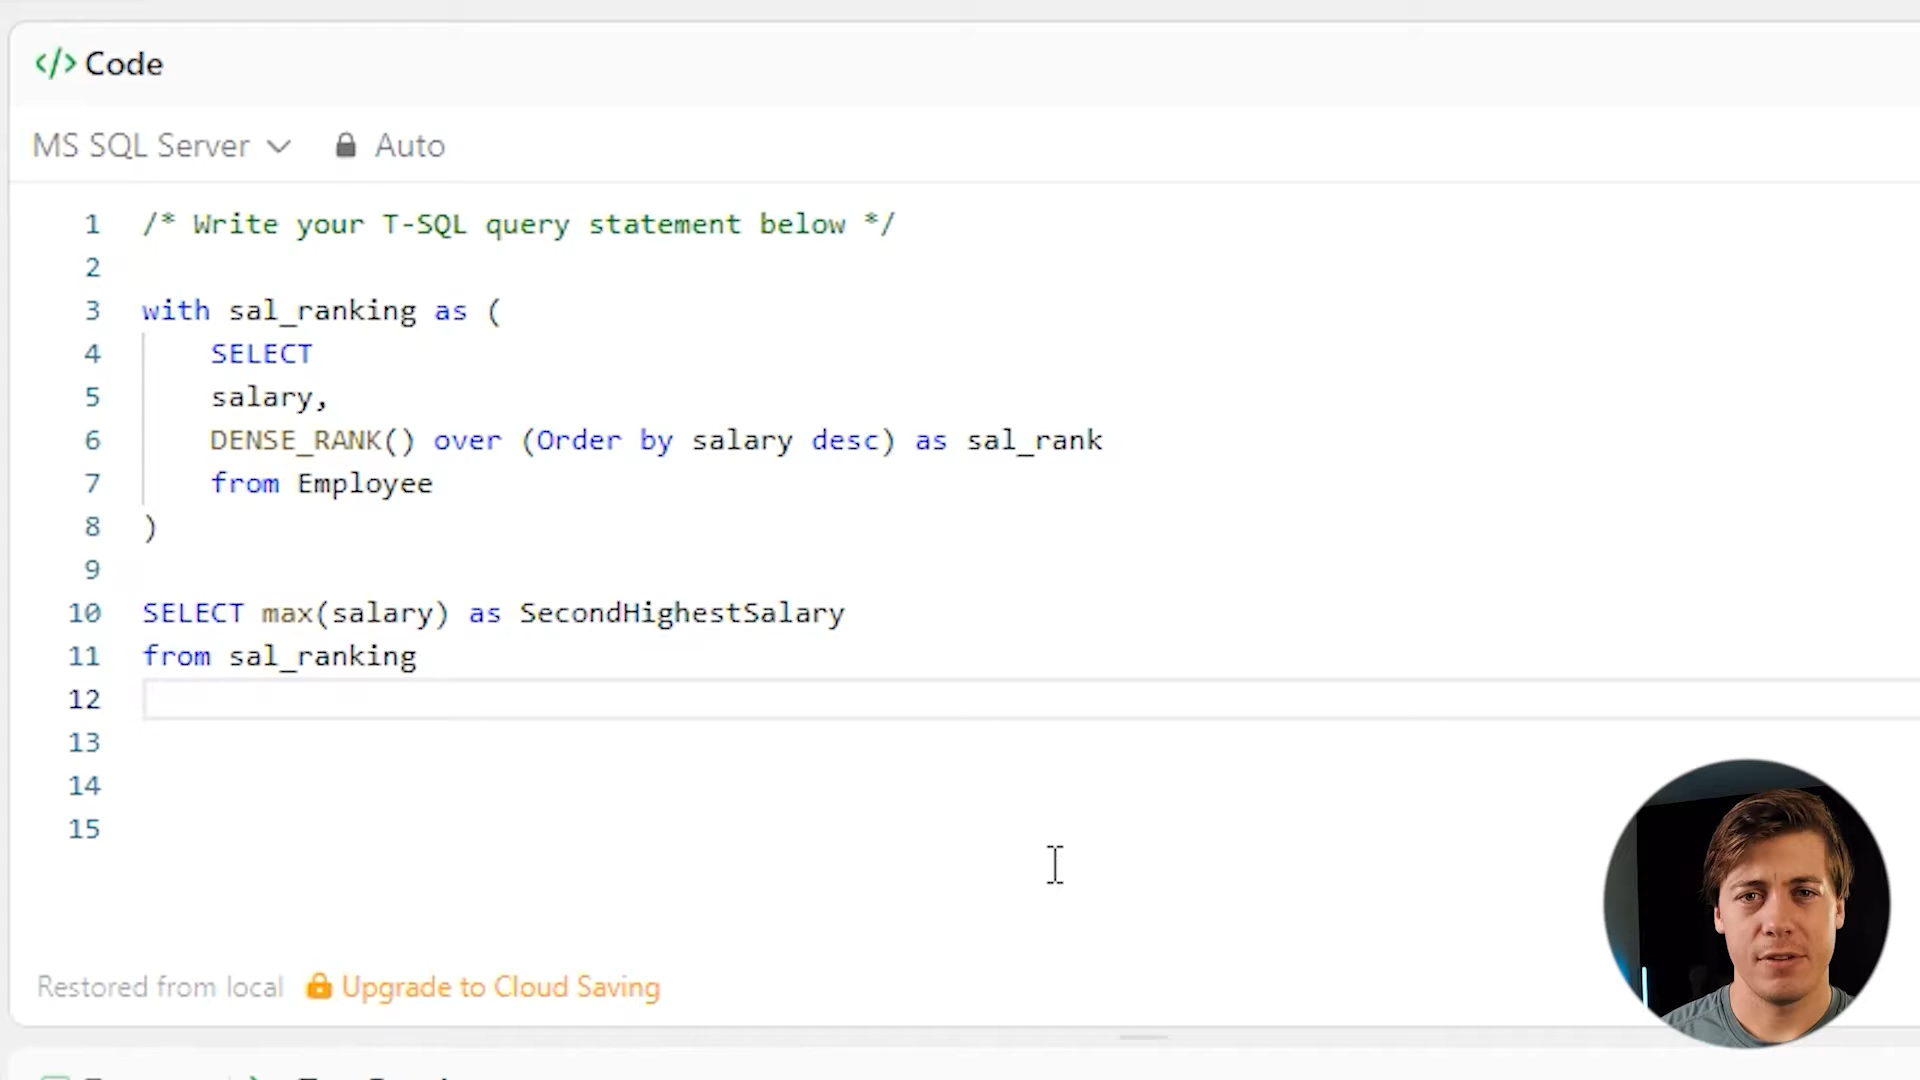 </> Code
MS SQL Server Auto
1 /* Write your T-SQL query statement below */
2
3 with sal_ranking as (
4 SELECT
5 salary,
6 DENSE_RANK() over (Order by salary desc) as sal_rank
7 from Employee
8 )
9
10 SELECT max(salary) as SecondHighestSalary
11 from sal_ranking
12
13
14
15
Restored from local Upgrade to Cloud Saving